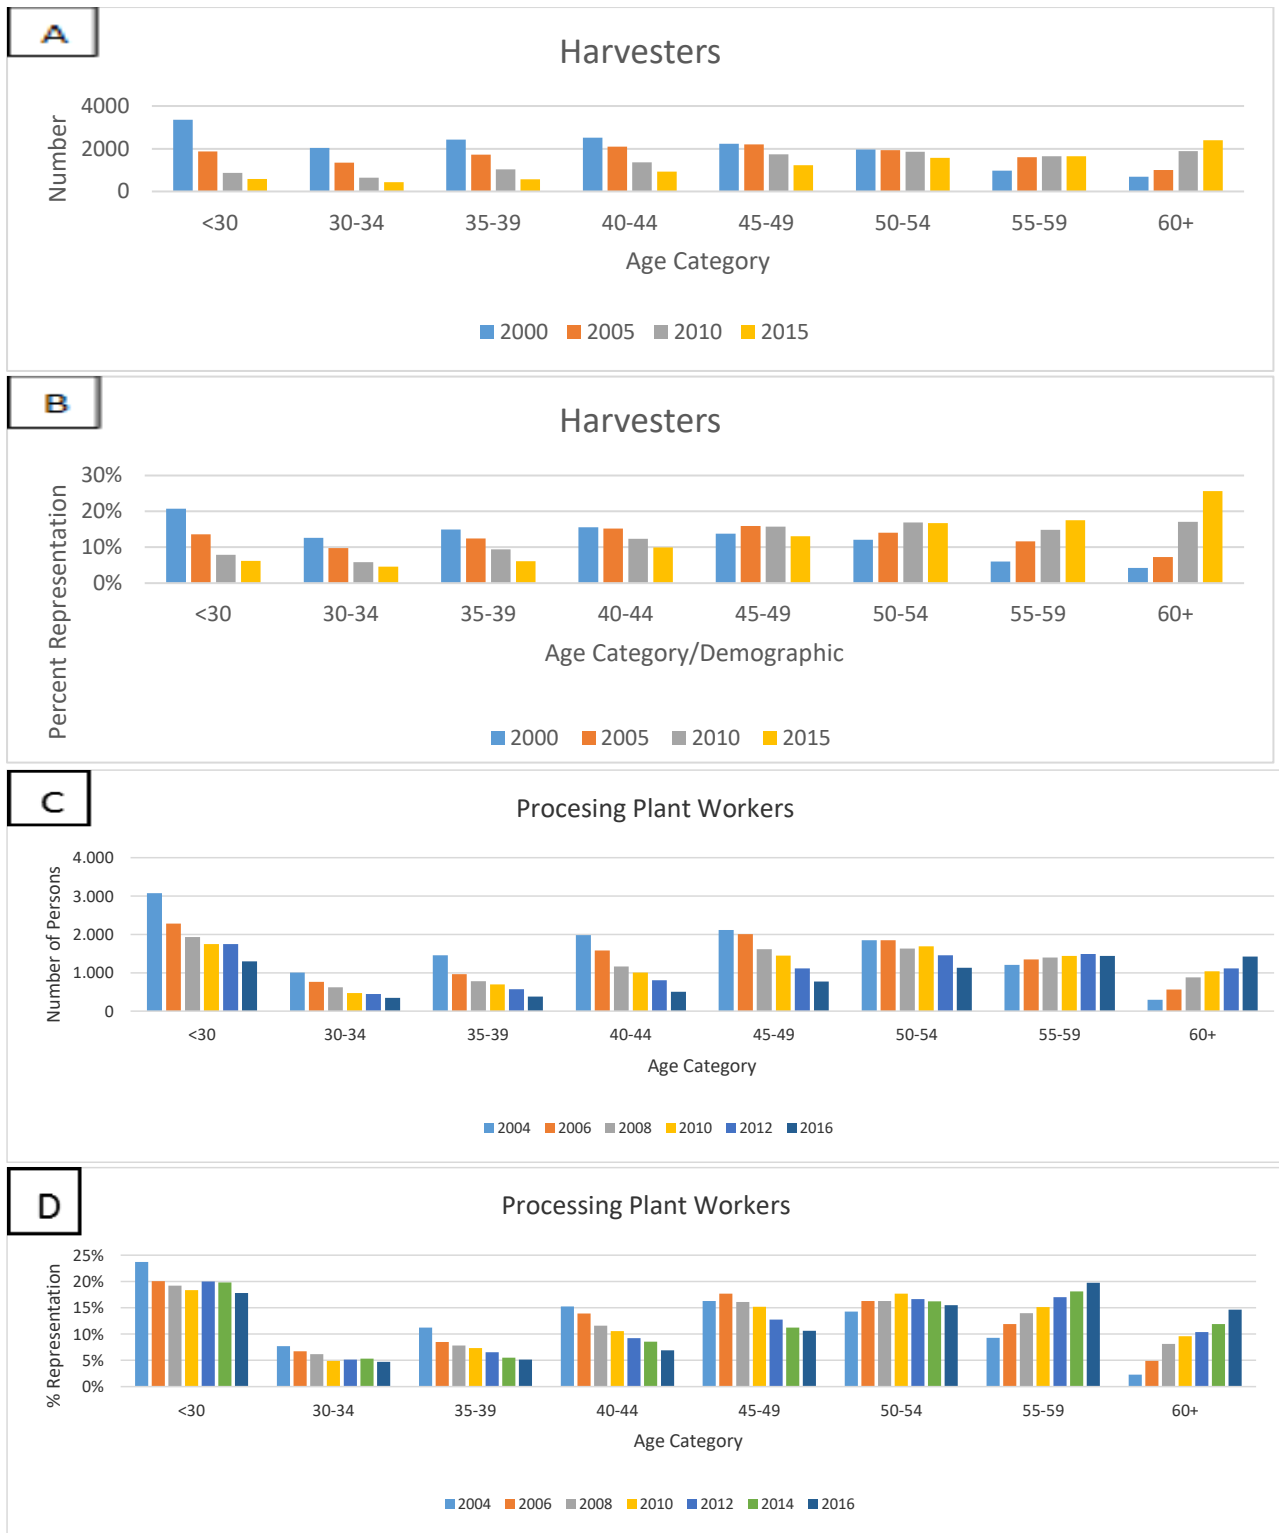 A
Harvesters
Number
4000
2000
0
<30 30-34 35-39 40-44 45-49 50-54 55-59 60+
Age Category
2000 2005 2010 2015
B
Harvesters
Percent Representation
30%
20%
10%
0%
<30 30-34 35-39 40-44 45-49 50-54 55-59 60+
Age Category/Demographic
2000 2005 2010 2015
C
Procesing Plant Workers
Number of Persons
4.000
3.000
2.000
1.000
0
<30 30-34 35-39 40-44 45-49 50-54 55-59 60+
Age Category
2004 2006 2008 2010 2012 2016
D
Processing Plant Workers
% Representation
25%
20%
15%
10%
5%
0%
<30 30-34 35-39 40-44 45-49 50-54 55-59 60+
Age Category
2004 2006 2008 2010 2012 2014 2016